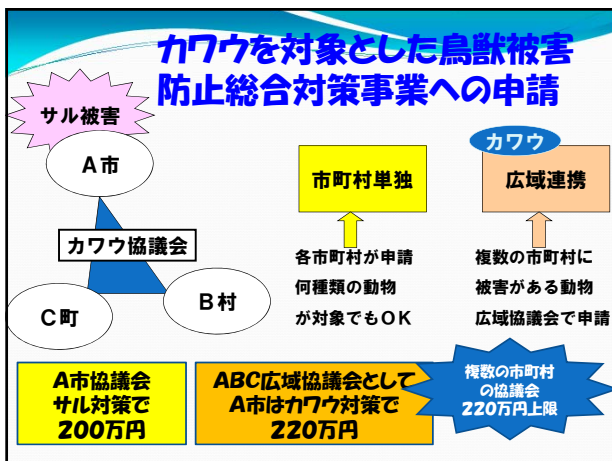 カワウを対象とした鳥獣被害
防止総合対策事業への申請
サル被害
A市
カワウ協議会
C町
B村
市町村単独
各市町村が申請
何種類の動物
が対象でもOK
カワウ
広域連携
複数の市町村に
被害がある動物
広域協議会で申請
A市協議会
サル対策で
200万円
ABC広域協議会として
A市はカワウ対策で
220万円
複数の市町村
の協議会
220万円上限